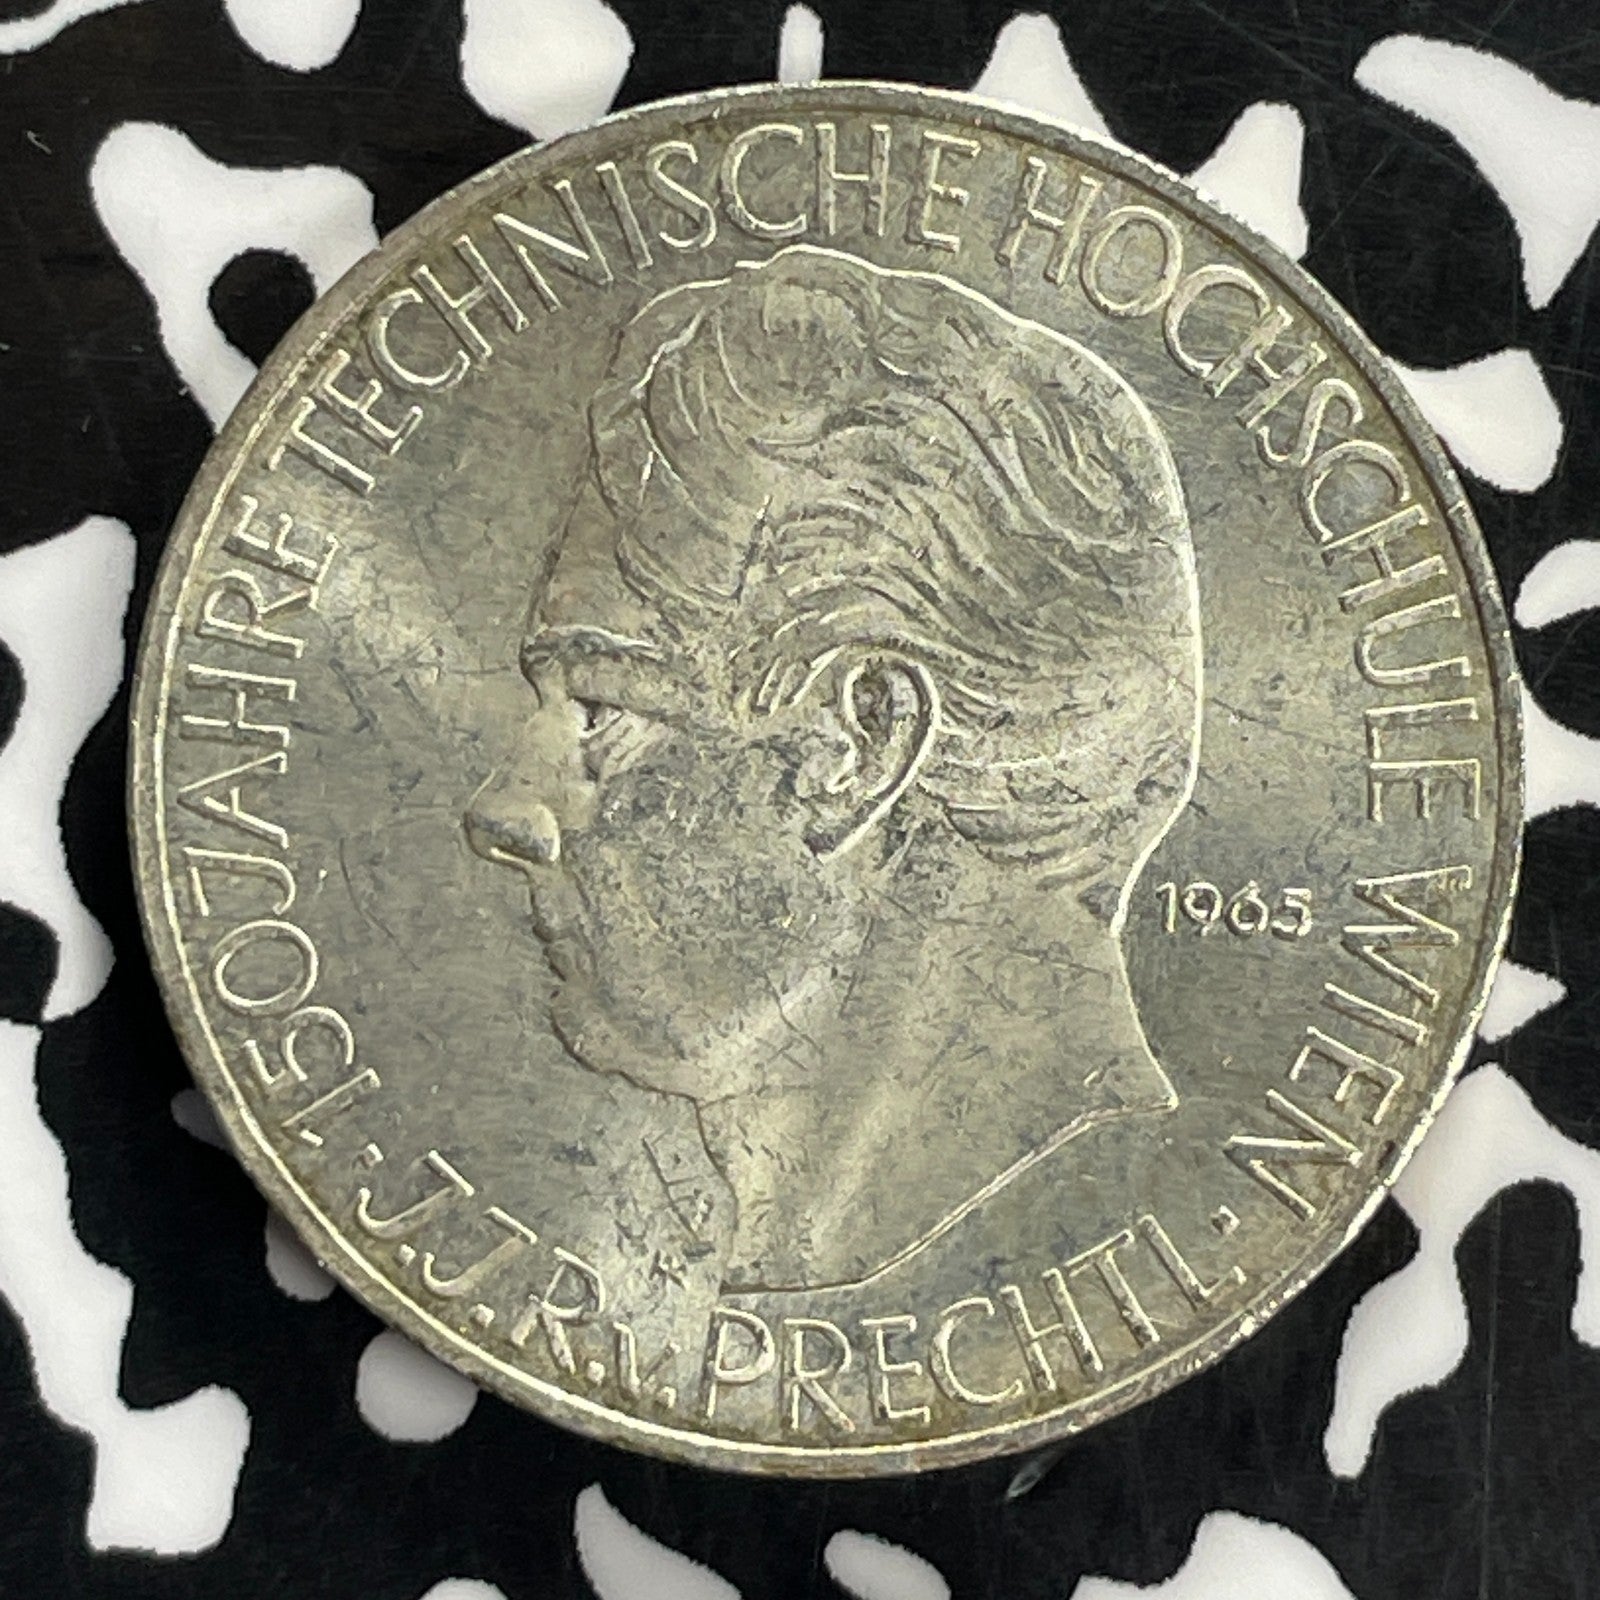 150 JAHRE TECHNISCHE HOCHSCHULE WIEN
· J.J.R.v. PRECHTL ·
1965